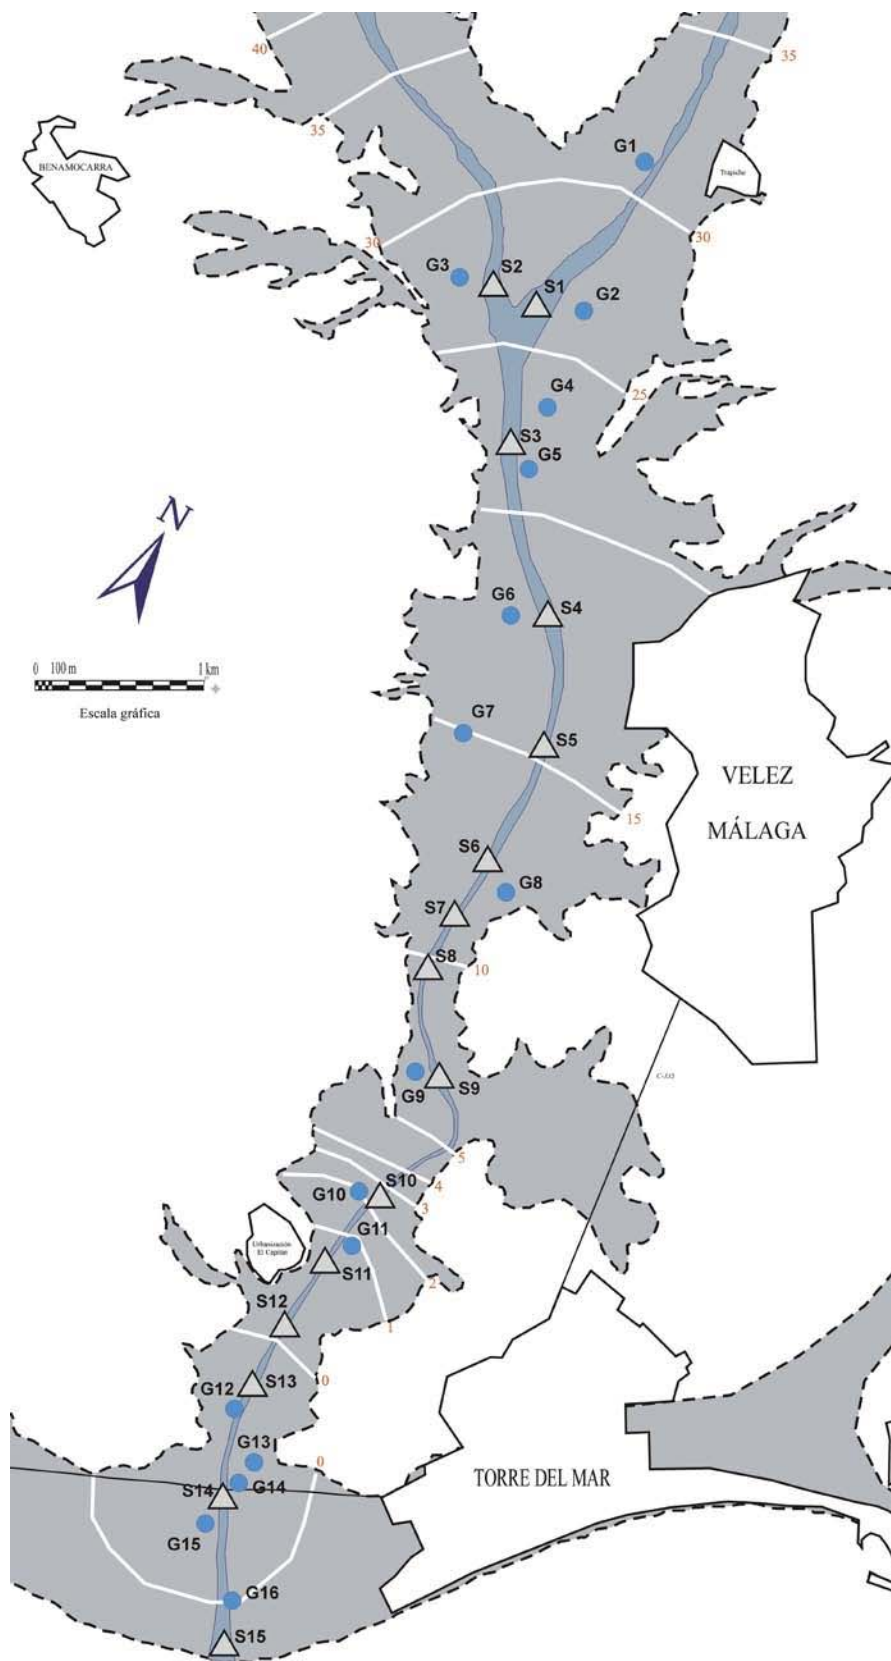 40
35
35
G1
BENAMOCARRA
Trapiche
30
30
G3
S2
S1
G2
25
G4
S3
G5
N
G6
S4
0 100 m 1 km
Escala gráfica
G7
S5
VELEZ
MÁLAGA
15
S6
G8
S7
S8
10
G9
S9
5
4
G10
S10
3
G11
Urbanización
El Capitan
S11
2
S12
1
0
S13
G12
G13
0
G14
S14
TORRE DEL MAR
G15
G16
S15